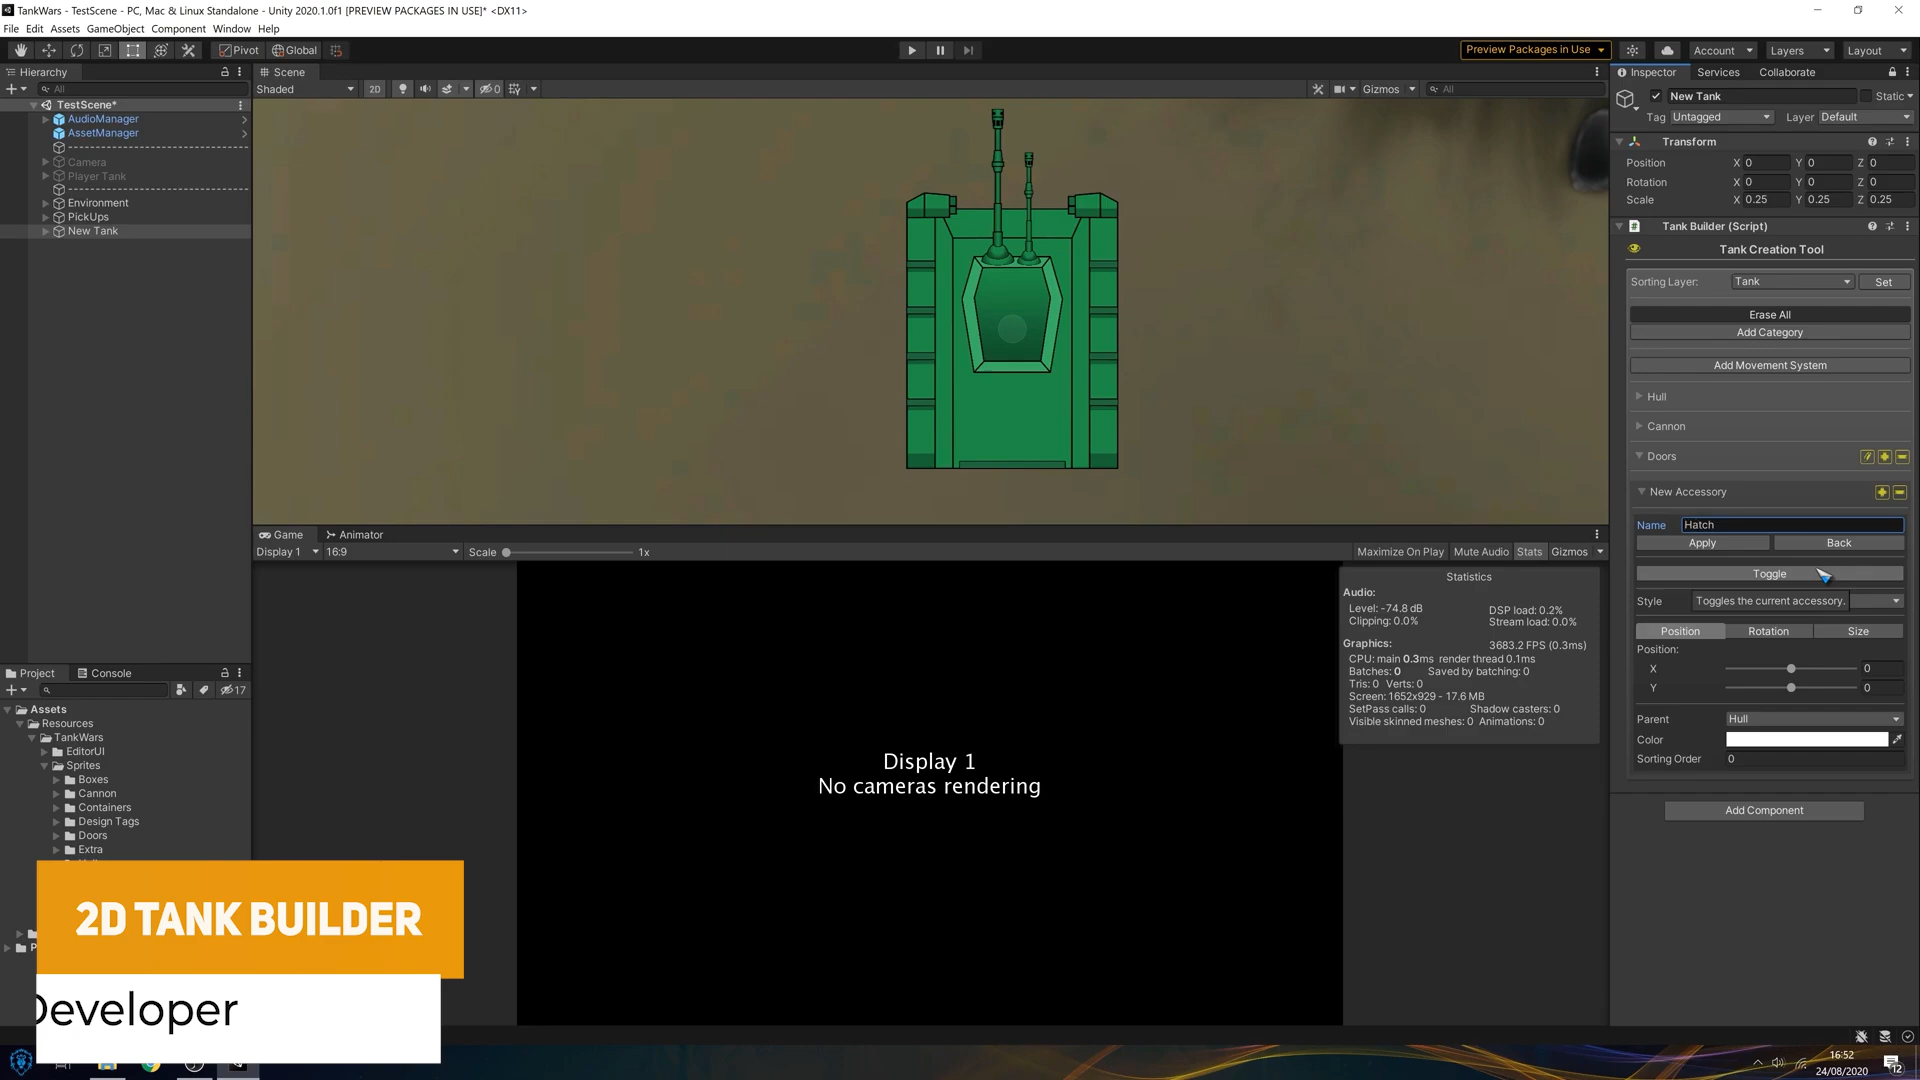 TankWars - TestScene - PC, Mac & Linux Standalone - Unity 2020.1.0f1 [PREVIEW PACKAGES IN USE]* <DX11>
File Edit Assets GameObject Component Window Help
Pivot Global
Preview Packages in Use Account Layers Layout
Hierarchy
All
TestScene*
AudioManager
AssetManager
Camera
Player Tank
Environment
PickUps
New Tank
Scene
Shaded 2D 0 Gizmos All
Game Animator
Display 1 16:9 Scale 1x Maximize On Play Mute Audio Stats Gizmos
Statistics
Audio:
Level: -74.8 dB DSP load: 0.2%
Clipping: 0.0% Stream load: 0.0%
Graphics: 3683.2 FPS (0.3ms)
CPU: main 0.3ms render thread 0.1ms
Batches: 0 Saved by batching: 0
Tris: 0 Verts: 0
Screen: 1652x929 - 17.6 MB
SetPass calls: 0 Shadow casters: 0
Visible skinned meshes: 0 Animations: 0
Display 1
No cameras rendering
Inspector Services Collaborate
New Tank Static
Tag Untagged Layer Default
Transform
Position X 0 Y 0 Z 0
Rotation X 0 Y 0 Z 0
Scale X 0.25 Y 0.25 Z 0.25
Tank Builder (Script)
Tank Creation Tool
Sorting Layer: Tank Set
Erase All
Add Category
Add Movement System
Hull
Cannon
Doors
New Accessory
Name Hatch
Apply Back
Toggle
Style Toggles the current accessory.
Position Rotation Size
Position:
X 0
Y 0
Parent Hull
Color
Sorting Order 0
Add Component
Project Console
17
Assets
Resources
TankWars
EditorUI
Sprites
Boxes
Cannon
Containers
Design Tags
Doors
Extra
2D TANK BUILDER
Developer
16:52
24/08/2020
12